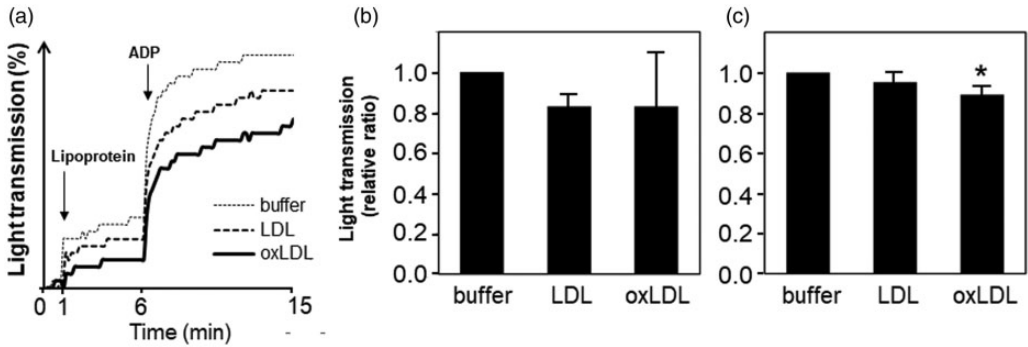 (a)
Light transmission (%)
ADP
Lipoprotein
buffer
LDL
oxLDL
0 1 6 15
Time (min)
(b)
Light transmission
(relative ratio)
1.0
0.8
0.6
0.4
0.2
0.0
buffer LDL oxLDL
(c)
*
1.0
0.8
0.6
0.4
0.2
0.0
buffer LDL oxLDL